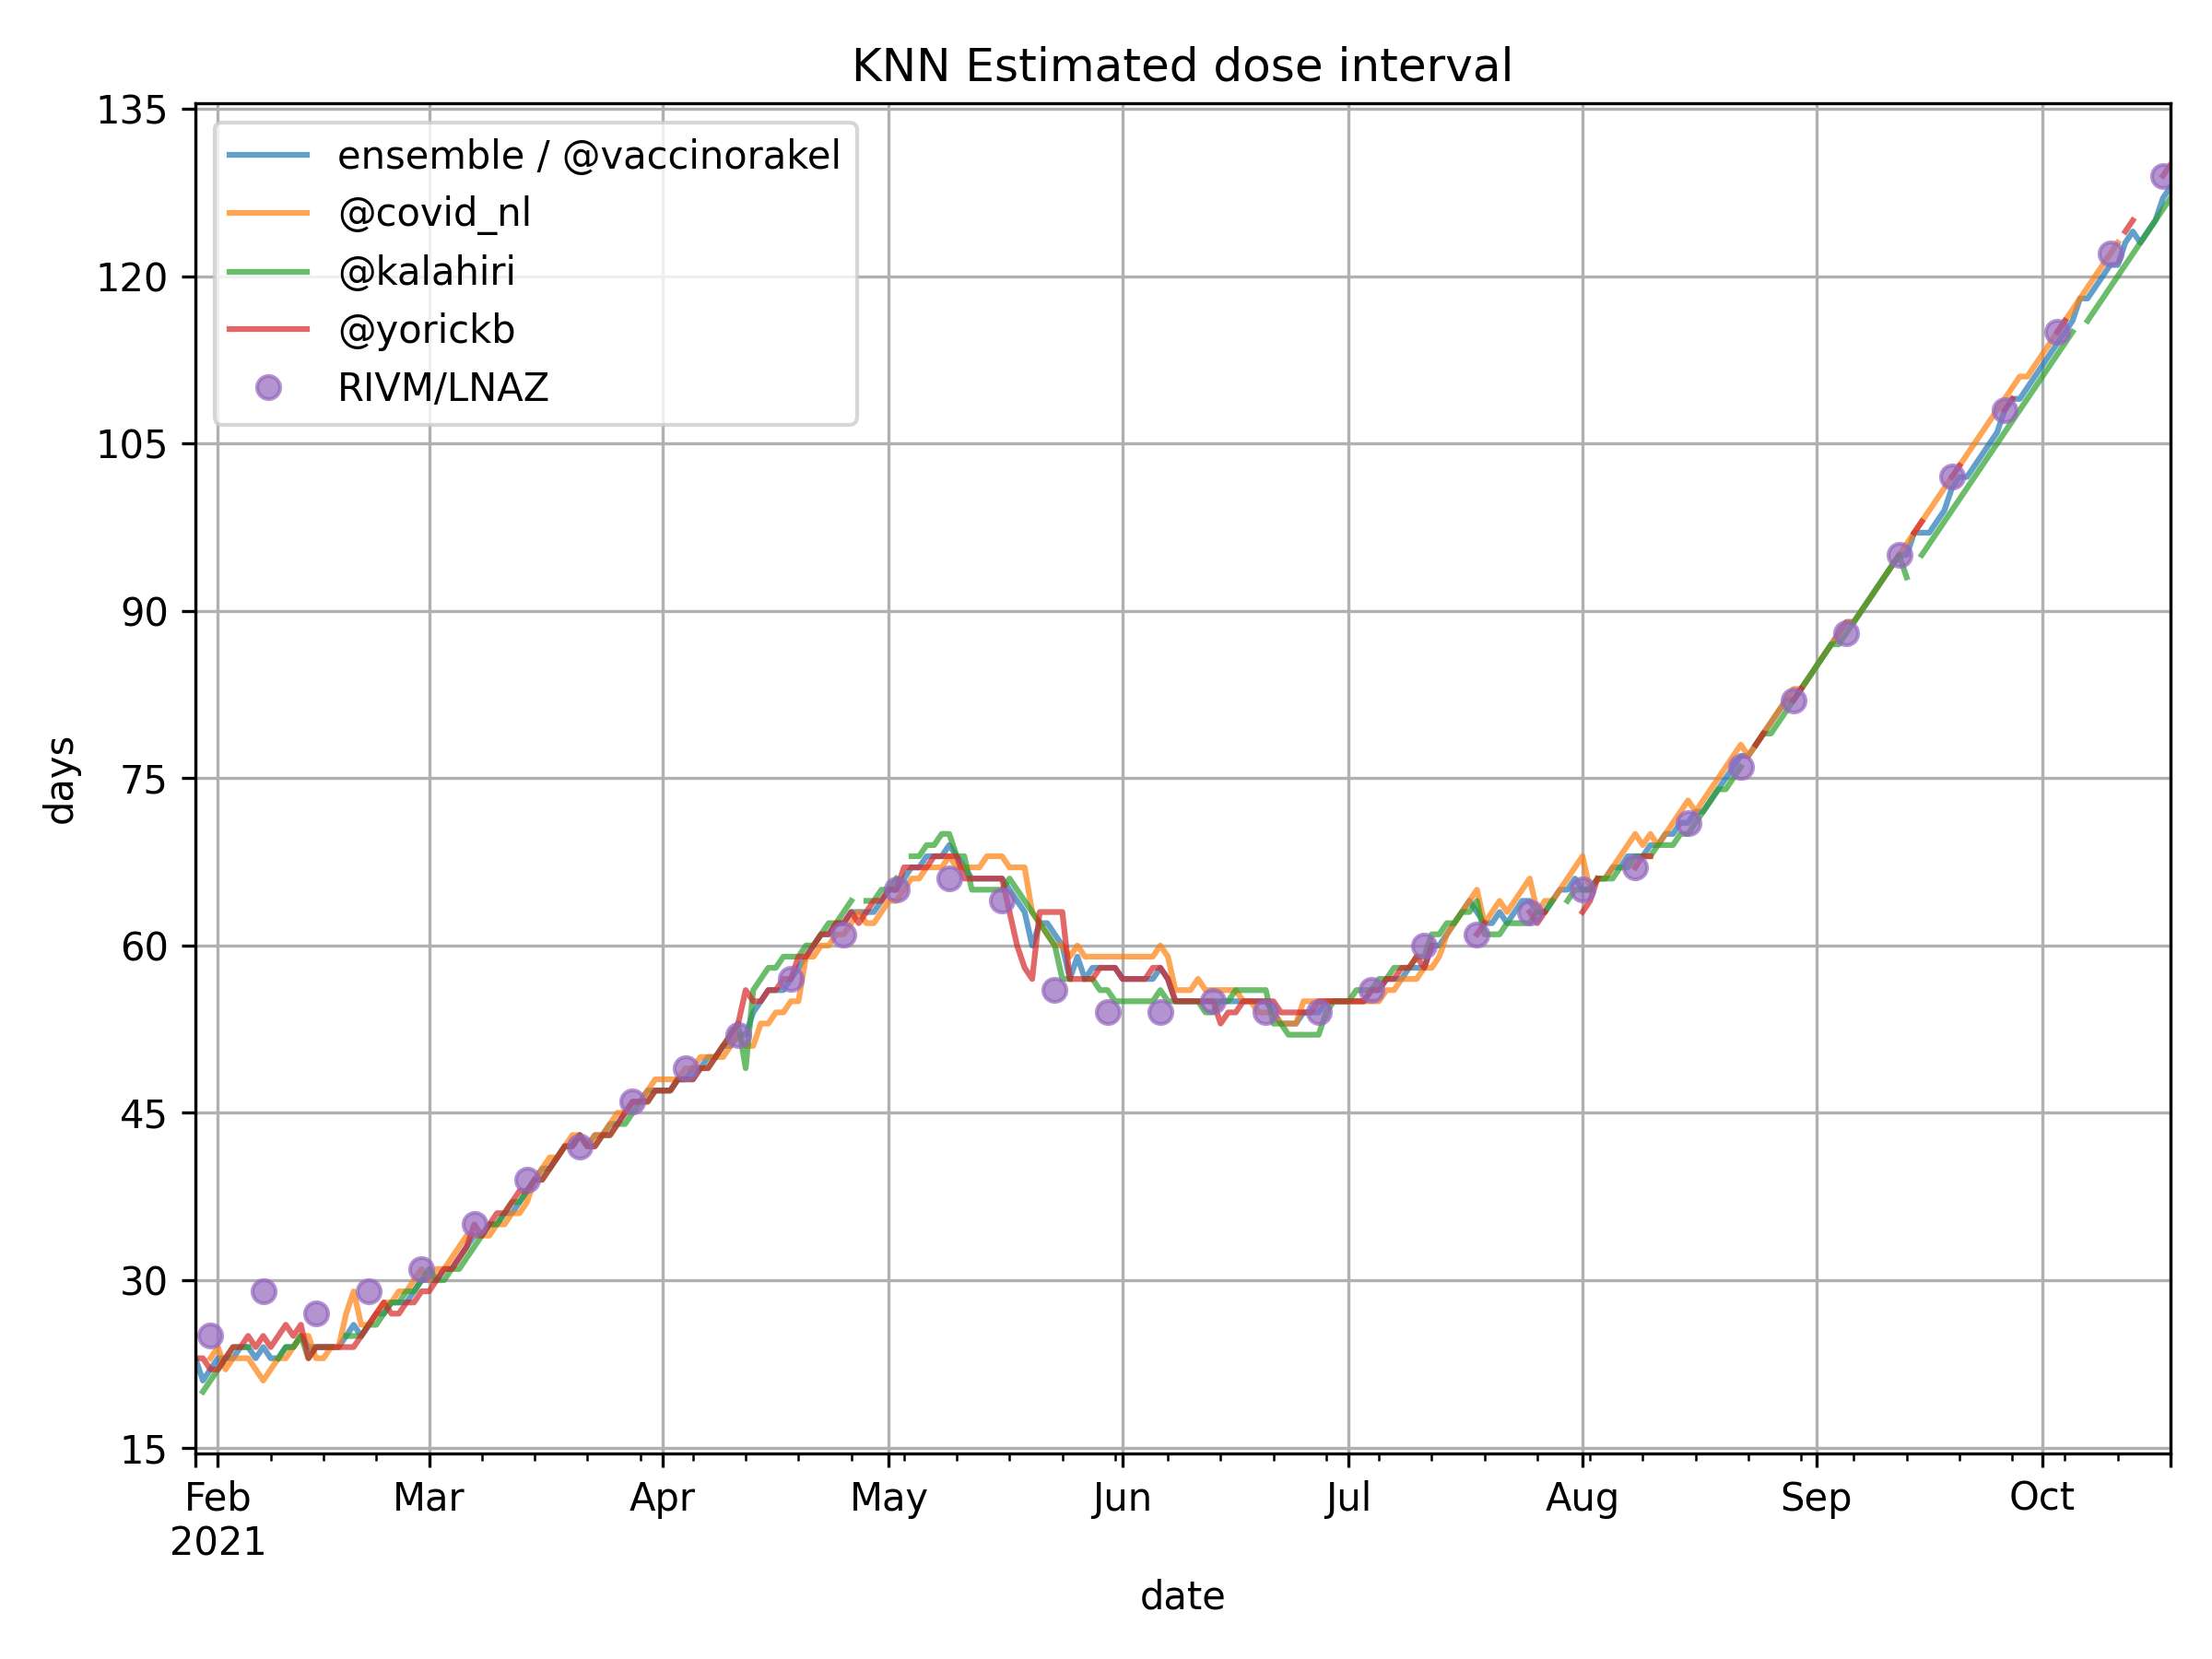 KNN Estimated dose interval
135
120
105
90
75
60
45
30
15
days
ensemble / @vaccinorakel
@covid_nl
@kalahiri
@yorickb
RIVM/LNAZ
Feb Mar Apr May Jun Jul Aug Sep Oct
2021
date